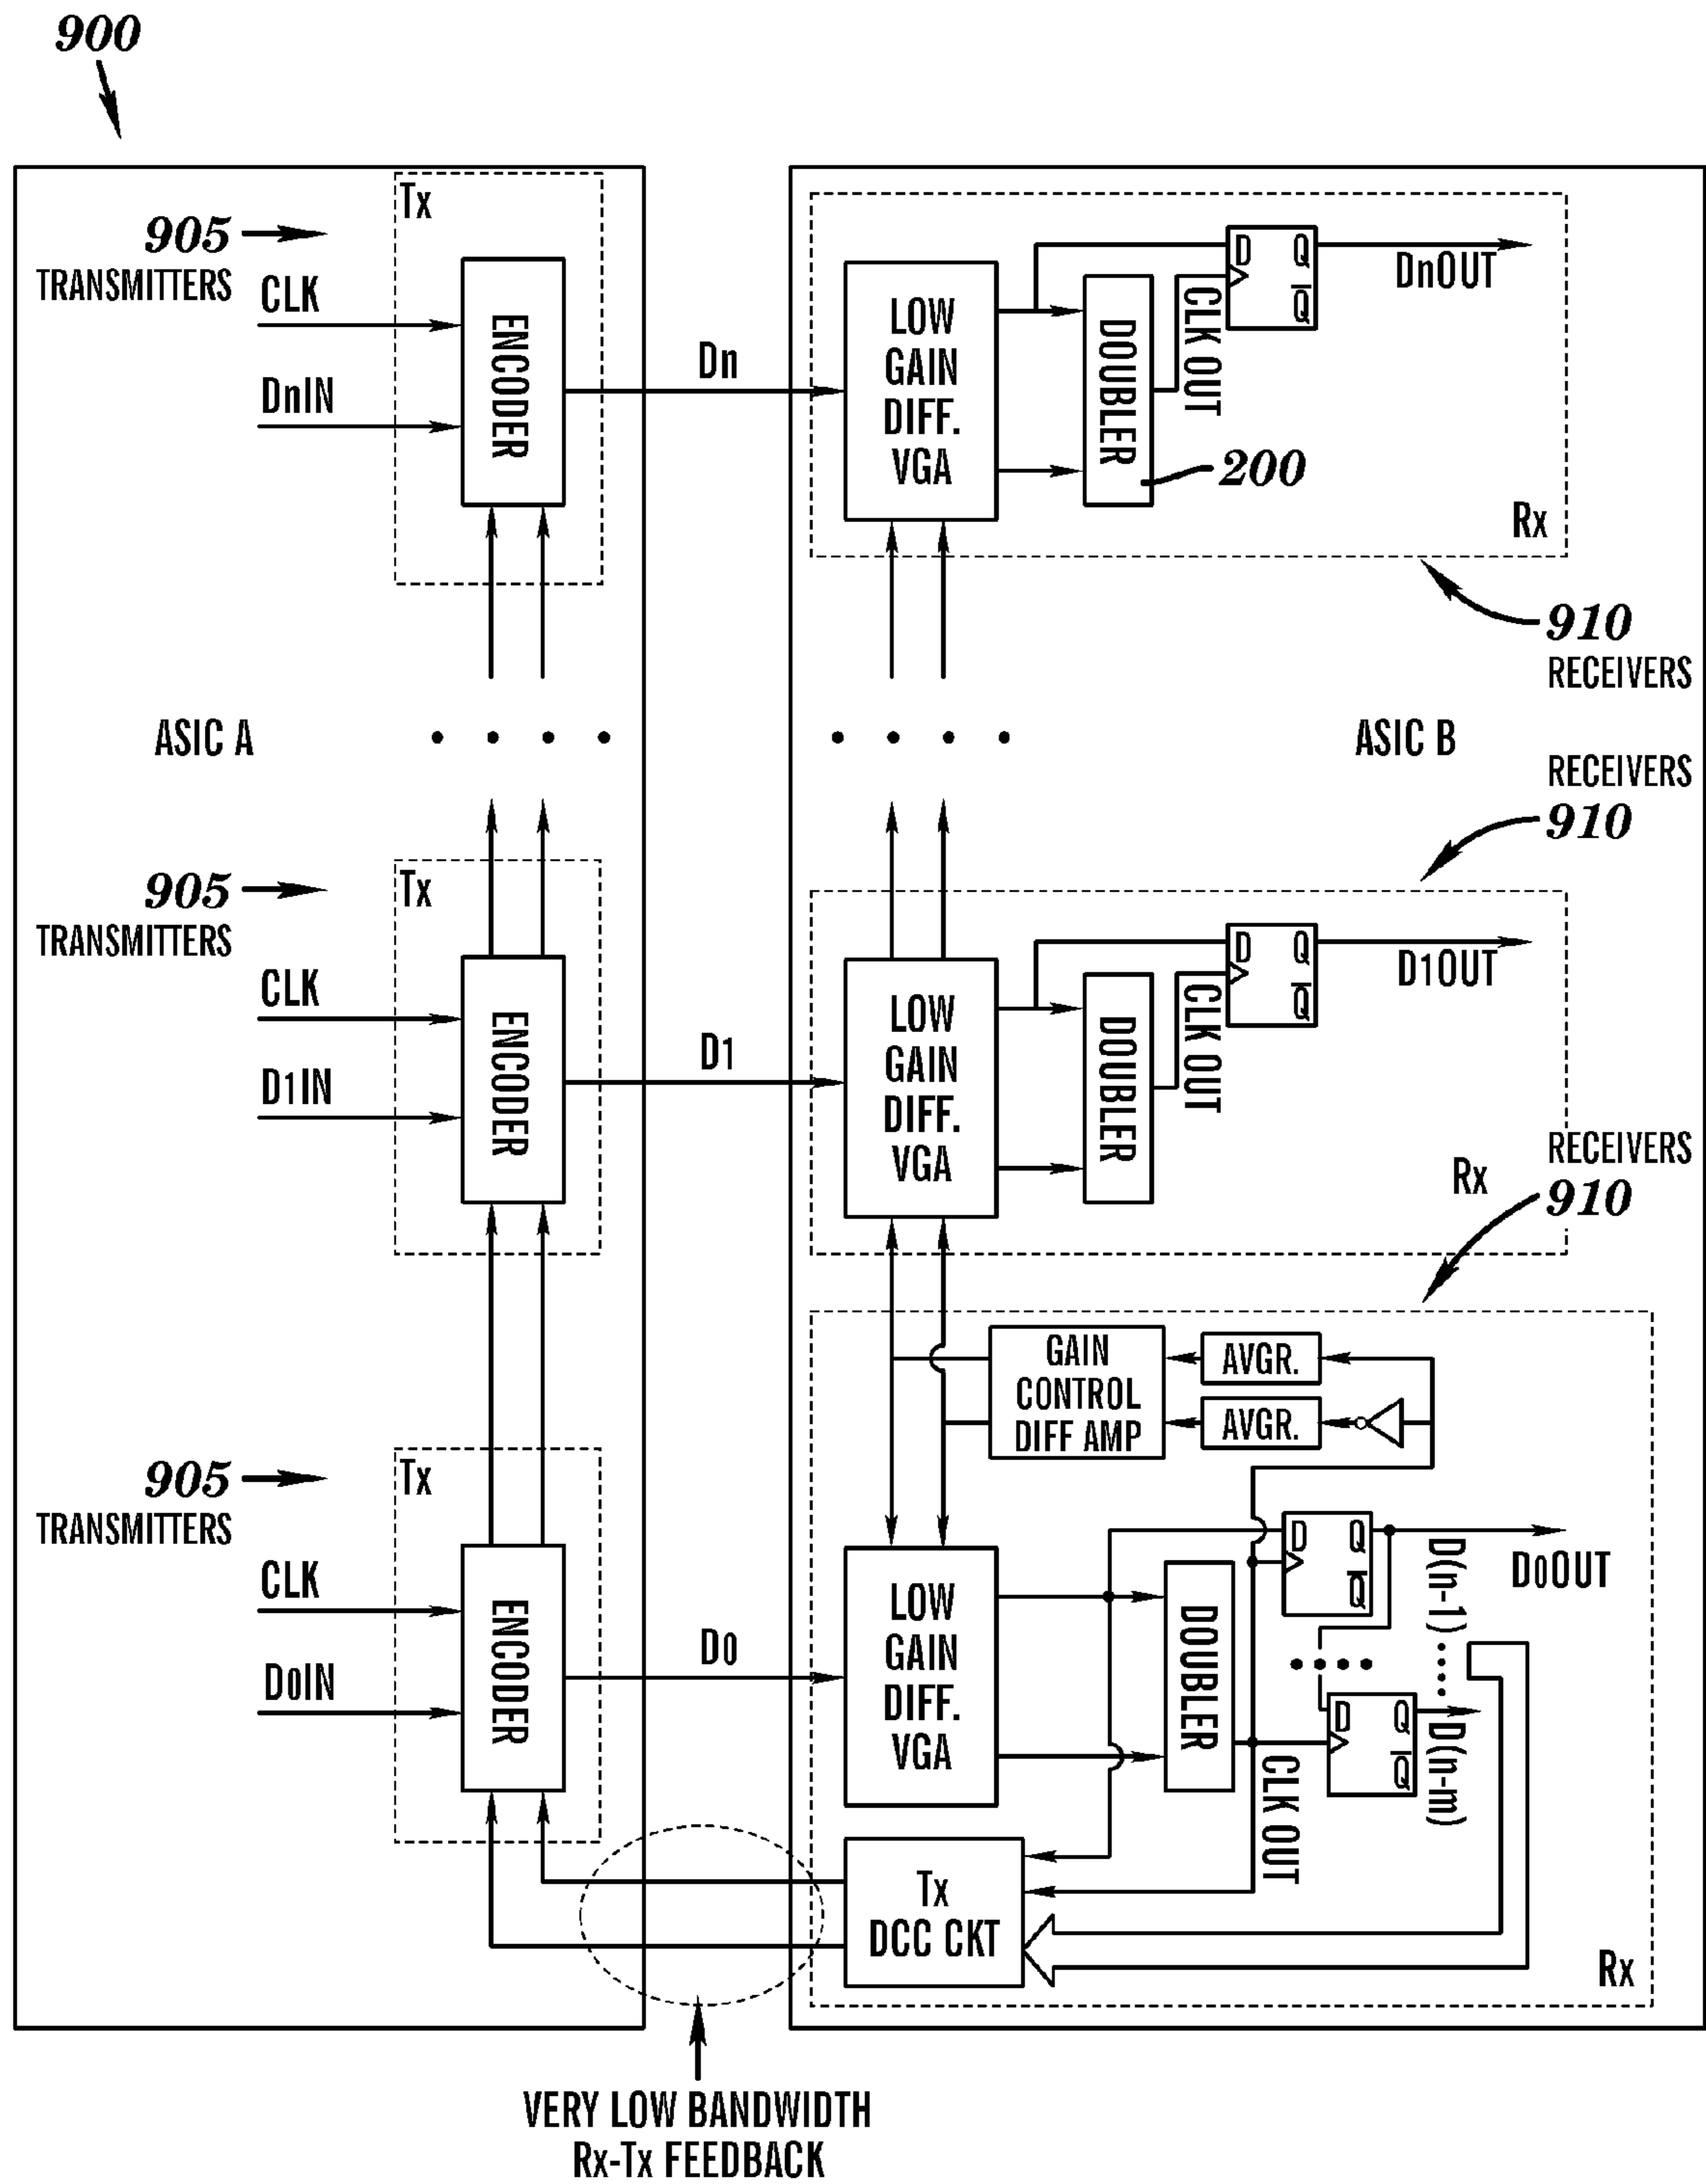 900
905
TRANSMITTERS
CLK
DnIN
Tx
ENCODER
Dn
LOW
GAIN
DIFF.
VGA
DOUBLER
CLK OUT
D
Q
Q̅
DnOUT
200
Rx
910
RECEIVERS
ASIC A
ASIC B
905
TRANSMITTERS
CLK
D1IN
Tx
ENCODER
D1
LOW
GAIN
DIFF.
VGA
DOUBLER
CLK OUT
D
Q
Q̅
D1OUT
Rx
RECEIVERS
910
RECEIVERS
910
GAIN
CONTROL
DIFF AMP
AVGR.
AVGR.
905
TRANSMITTERS
CLK
D0IN
Tx
ENCODER
D0
LOW
GAIN
DIFF.
VGA
DOUBLER
CLK OUT
D
Q
Q̅
D0OUT
D(n-1)
D
Q
Q̅
D(n-m)
Tx
DCC CKT
Rx
VERY LOW BANDWIDTH
Rx-Tx FEEDBACK